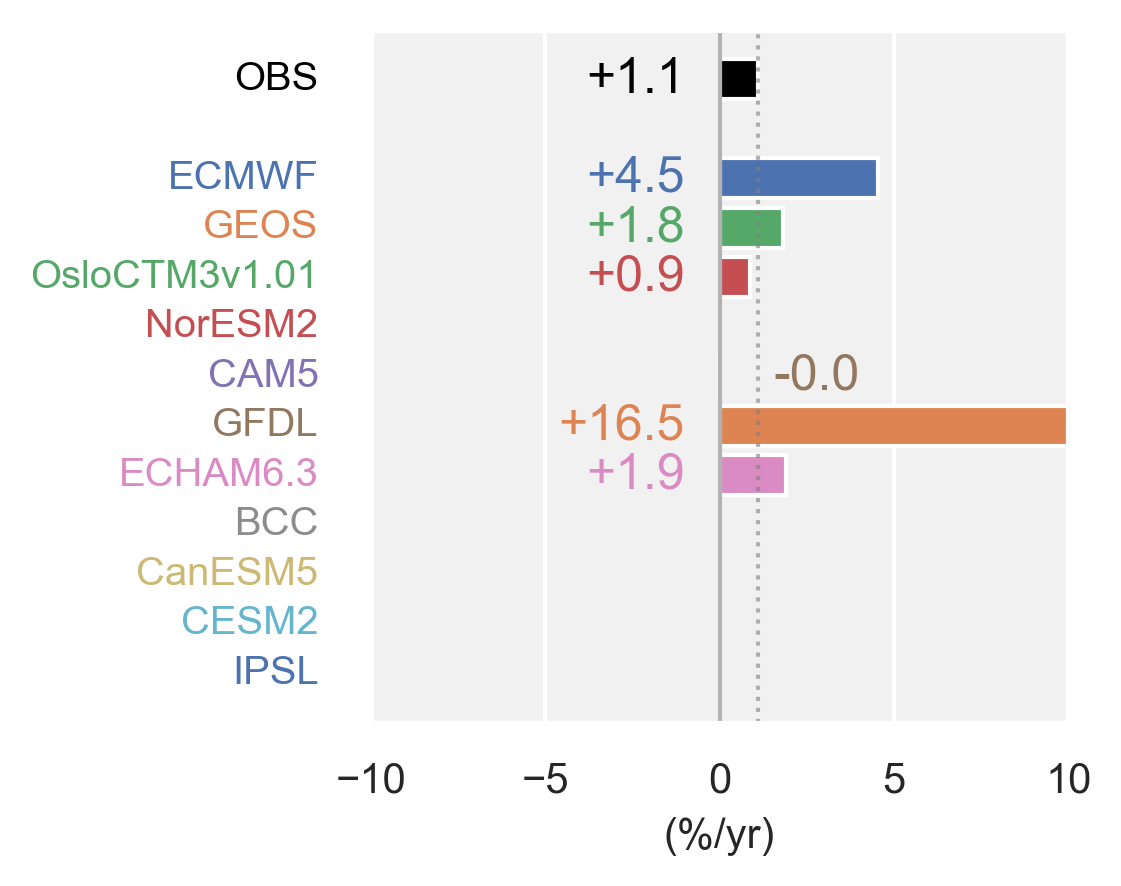 OBS +1.1
ECMWF +4.5
GEOS +1.8
OsloCTM3v1.01 +0.9
NorESM2
CAM5 -0.0
GFDL +16.5
ECHAM6.3 +1.9
BCC
CanESM5
CESM2
IPSL
−10 −5 0 5 10
(%/yr)